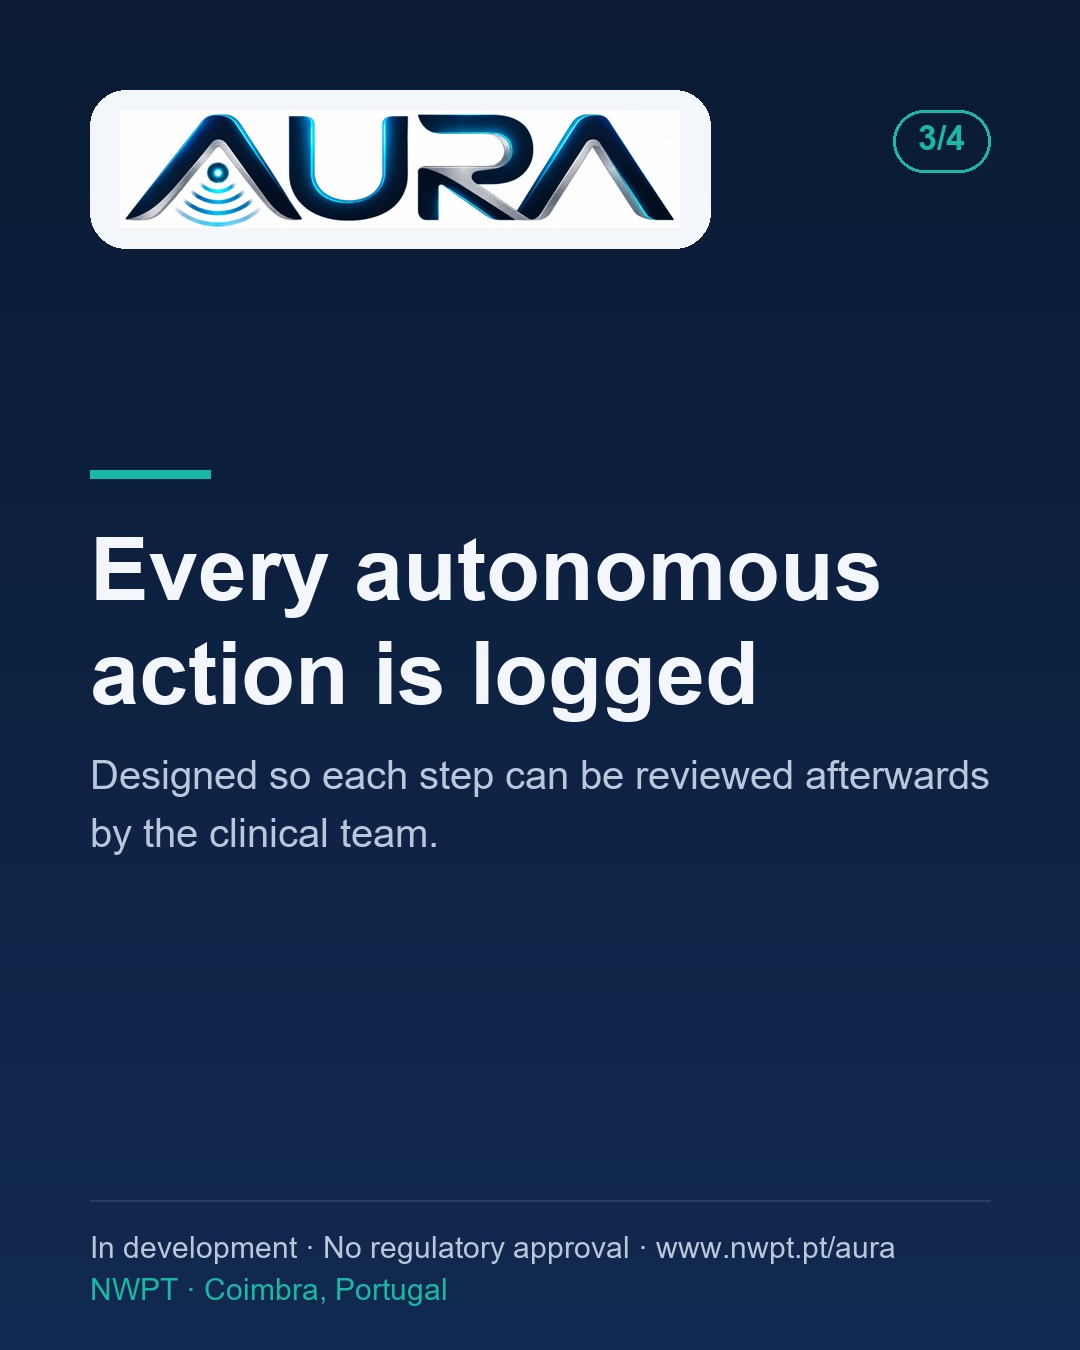 AURA
3/4
Every autonomous
action is logged
Designed so each step can be reviewed afterwards
by the clinical team.
In development · No regulatory approval · www.nwpt.pt/aura
NWPT · Coimbra, Portugal